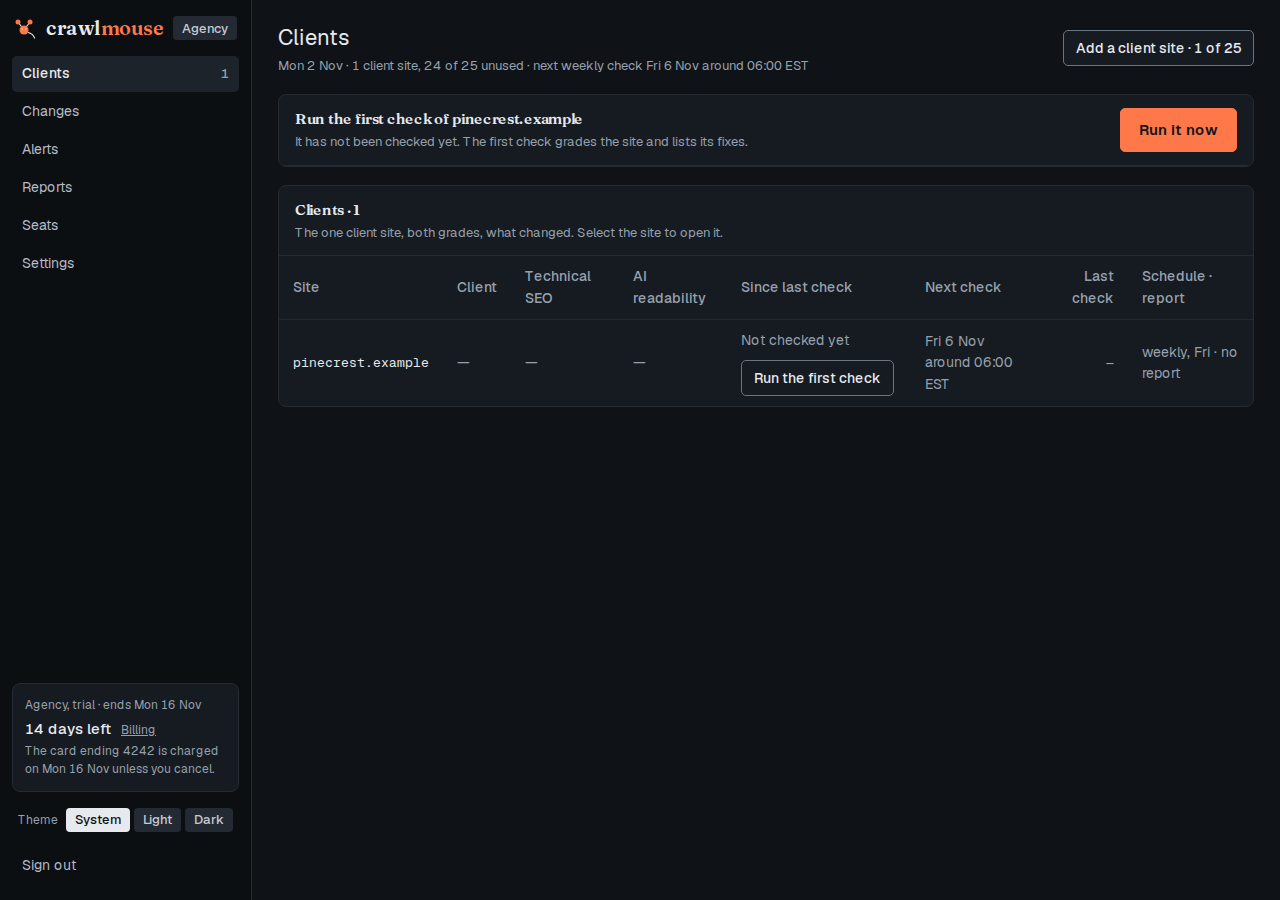 crawlmouse Agency
Clients 1
Changes
Alerts
Reports
Seats
Settings
Agency, trial · ends Mon 16 Nov
14 days left Billing
The card ending 4242 is charged
on Mon 16 Nov unless you cancel.
Theme System Light Dark
Sign out
Clients
Mon 2 Nov · 1 client site, 24 of 25 unused · next weekly check Fri 6 Nov around 06:00 EST
Add a client site · 1 of 25
Run the first check of pinecrest.example
It has not been checked yet. The first check grades the site and lists its fixes.
Run it now
Clients · 1
The one client site, both grades, what changed. Select the site to open it.
Site Client Technical SEO AI readability Since last check Next check Last check Schedule · report
pinecrest.example — — — Not checked yet Fri 6 Nov around 06:00 EST – weekly, Fri · no report
Run the first check